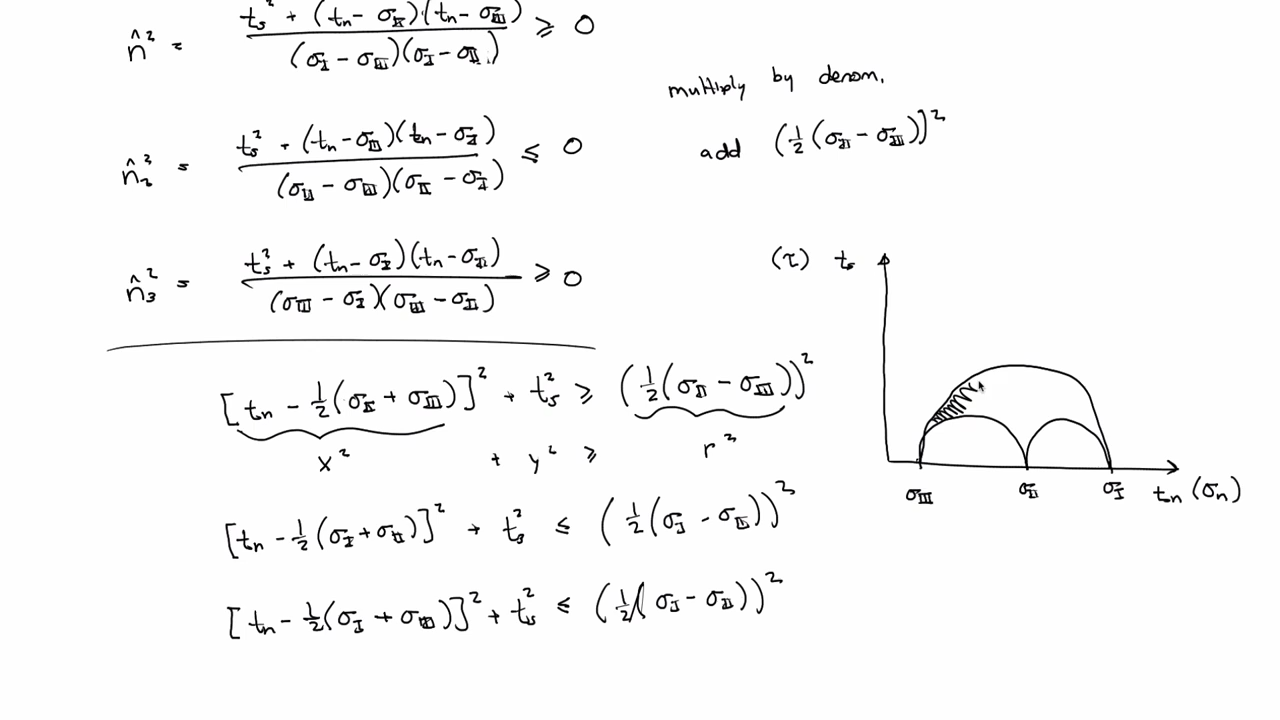 n̂² = (t_s² + (t_n - σ_II)·(t_n - σ_III)) / ((σ_I - σ_III)(σ_I - σ_II)) ≥ 0
multiply by denom.
add (½(σ_II - σ_III)]²
n̂₂² = (t_s² + (t_n - σ_III)(t_n - σ_I)) / ((σ_II - σ_III)(σ_II - σ_I)) ≤ 0
n̂₃² = (t_s² + (t_n - σ_I)(t_n - σ_II)) / ((σ_III - σ_I)(σ_III - σ_II)) ≥ 0
(τ) t_s
[t_n - ½(σ_II + σ_III)]² + t_s² ≥ (½(σ_II - σ_III))²
x² + y² ≥ r²
σ_III σ_II σ_I t_n (σ_n)
[t_n - ½(σ_I + σ_II)]² + t_s² ≤ (½(σ_I - σ_II))²
[t_n - ½(σ_I + σ_III)]² + t_s² ≤ (½(σ_I - σ_II))²